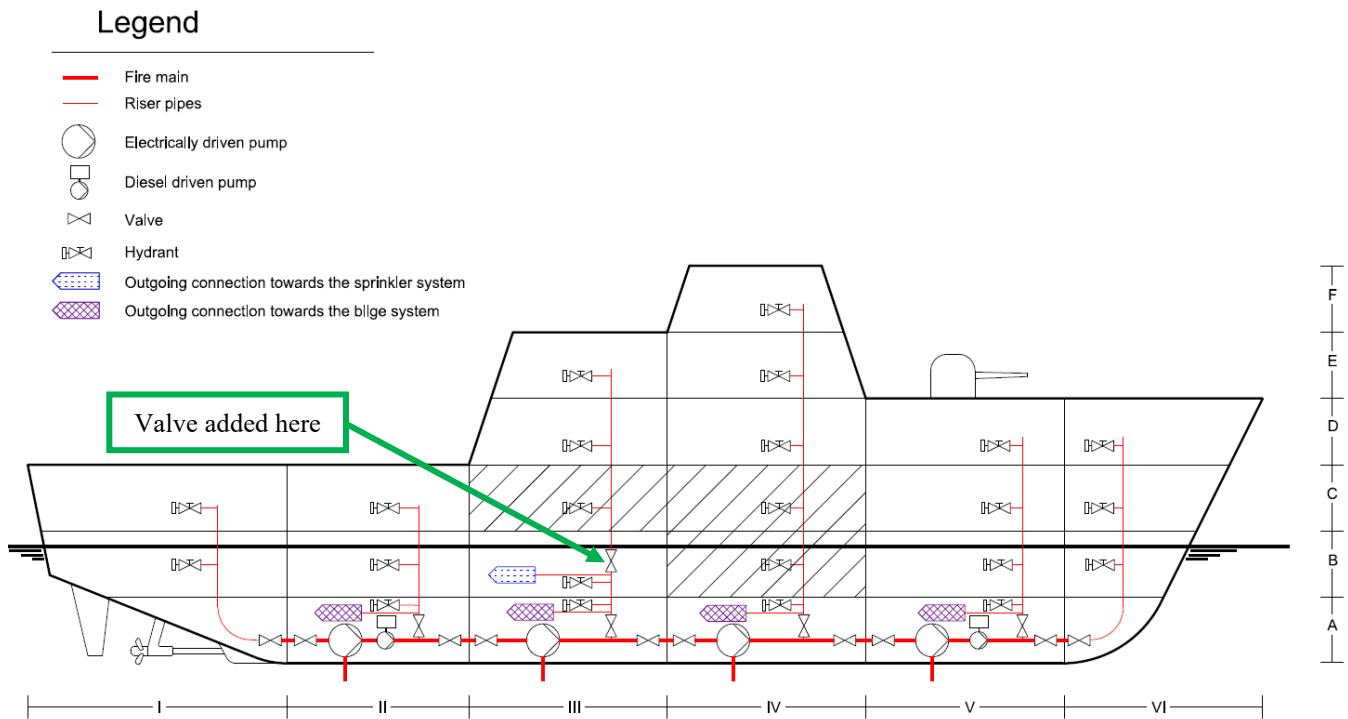 Legend
Fire main
Riser pipes
Electrically driven pump
Diesel driven pump
Valve
Hydrant
Outgoing connection towards the sprinkler system
Outgoing connection towards the bilge system
Valve added here
F
E
D
C
B
A
I II III IV V VI